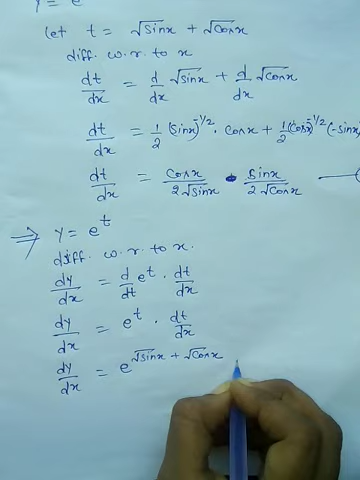 y = e
let t = √sinx + √cosx
diff. w.r. to x
dt/dx = d/dx √sinx + d/dx √cosx
dt/dx = 1/2 (sinx)^-1/2 · cosx + 1/2 (cosx)^-1/2 (-sinx)
dt/dx = cosx/2√sinx - sinx/2√cosx —(
⇒ y = e^t
diff. w.r. to x.
dy/dx = d/dt e^t · dt/dx
dy/dx = e^t · dt/dx
dy/dx = e^√sinx + √cosx